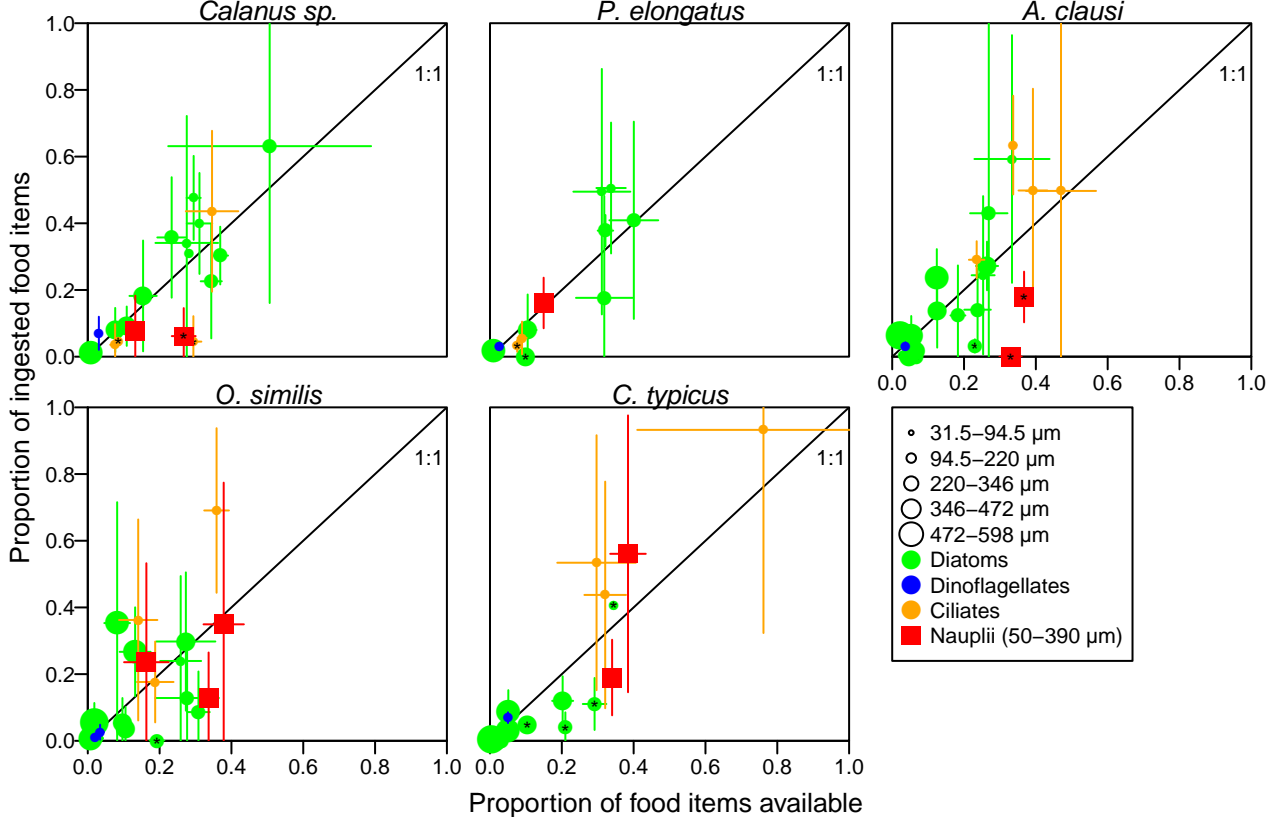 Calanus sp.
P. elongatus
A. clausi
1.0
0.8
0.6
0.4
0.2
0.0
1:1
1:1
1:1
0.0 0.2 0.4 0.6 0.8 1.0
O. similis
C. typicus
1.0
0.8
0.6
0.4
0.2
0.0
1:1
1:1
0.0 0.2 0.4 0.6 0.8 1.0
0.0 0.2 0.4 0.6 0.8 1.0
31.5−94.5 µm
94.5−220 µm
220−346 µm
346−472 µm
472−598 µm
Diatoms
Dinoflagellates
Ciliates
Nauplii (50−390 µm)
Proportion of ingested food items
Proportion of food items available